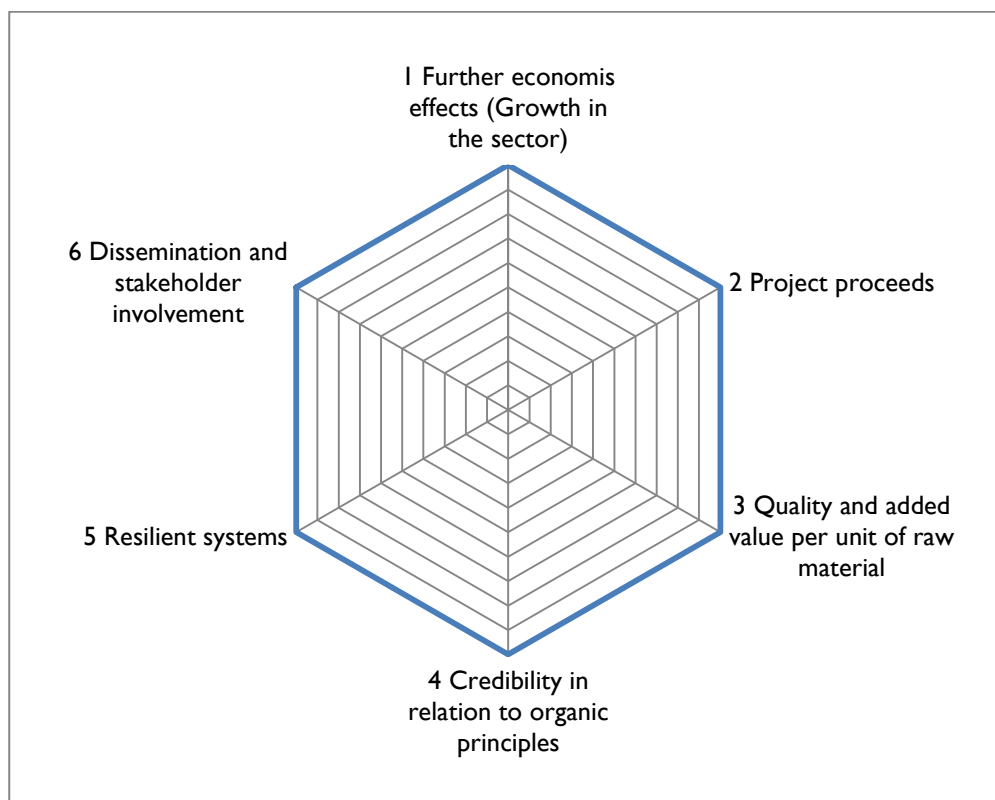 1 Further economis
effects (Growth in
the sector)
2 Project proceeds
3 Quality and added
value per unit of raw
material
4 Credibility in
relation to organic
principles
5 Resilient systems
6 Dissemination and
stakeholder
involvement